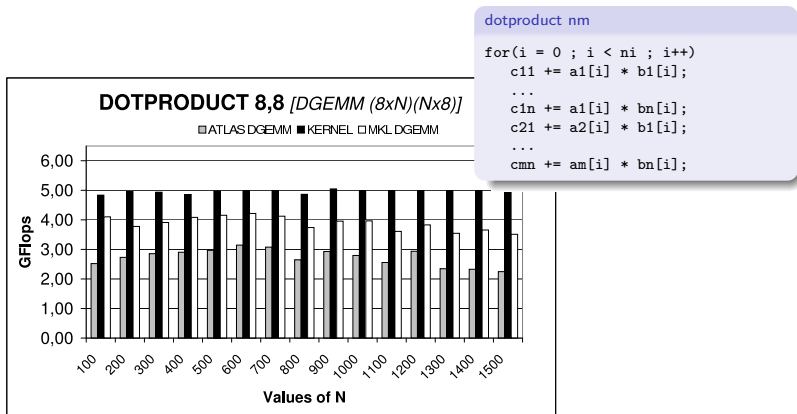 dotproduct nm
for(i = 0 ; i < ni ; i++)
c11 += a1[i] * b1[i];
...
c1n += a1[i] * bn[i];
c21 += a2[i] * b1[i];
...
cmn += am[i] * bn[i];
DOTPRODUCT 8,8 [DGEMM (8xN)(Nx8)]
ATLAS DGEMM KERNEL MKL DGEMM
6,00
5,00
4,00
3,00
2,00
1,00
0,00
GFlops
100 200 300 400 500 600 700 800 900 1000 1100 1200 1300 1400 1500
Values of N